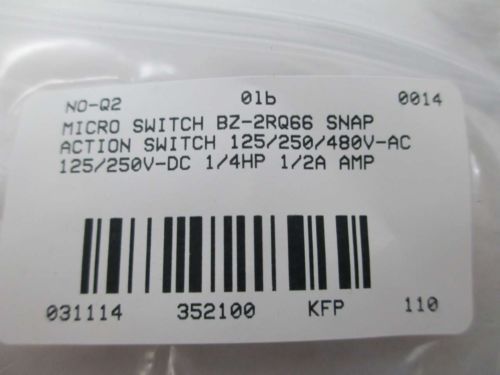 NO-Q2 01b 0014
MICRO SWITCH BZ-2RQ66 SNAP
ACTION SWITCH 125/250/480V-AC
125/250V-DC 1/4HP 1/2A AMP
031114 352100 KFP 110